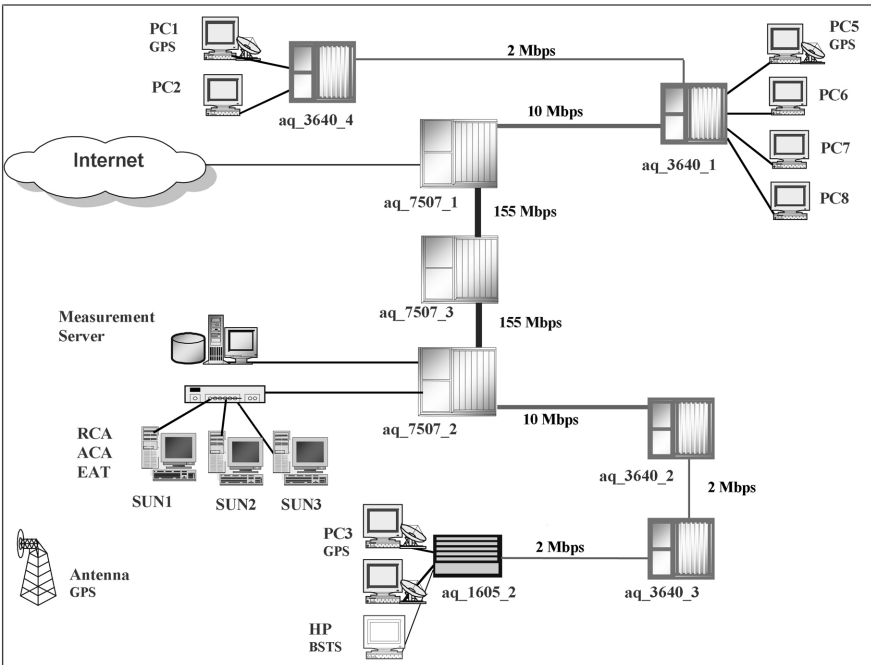 PC1
GPS
PC2
aq_3640_4
2 Mbps
PC5
GPS
PC6
PC7
PC8
10 Mbps
aq_3640_1
Internet
aq_7507_1
155 Mbps
aq_7507_3
155 Mbps
Measurement
Server
aq_7507_2
10 Mbps
aq_3640_2
RCA
ACA
EAT
SUN1
SUN2
SUN3
2 Mbps
PC3
GPS
2 Mbps
aq_1605_2
aq_3640_3
Antenna
GPS
HP
BSTS